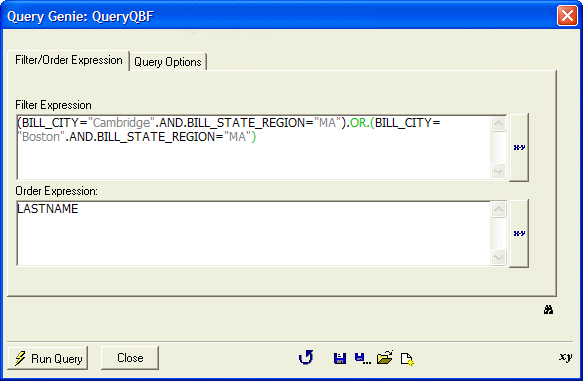 Query Genie: QueryQBF
Filter/Order Expression
Query Options
Filter Expression
(BILL_CITY="Cambridge".AND.BILL_STATE_REGION="MA").OR.(BILL_CITY=
"Boston".AND.BILL_STATE_REGION="MA")
x·y
Order Expression:
LASTNAME
x·y
Run Query
Close
xy